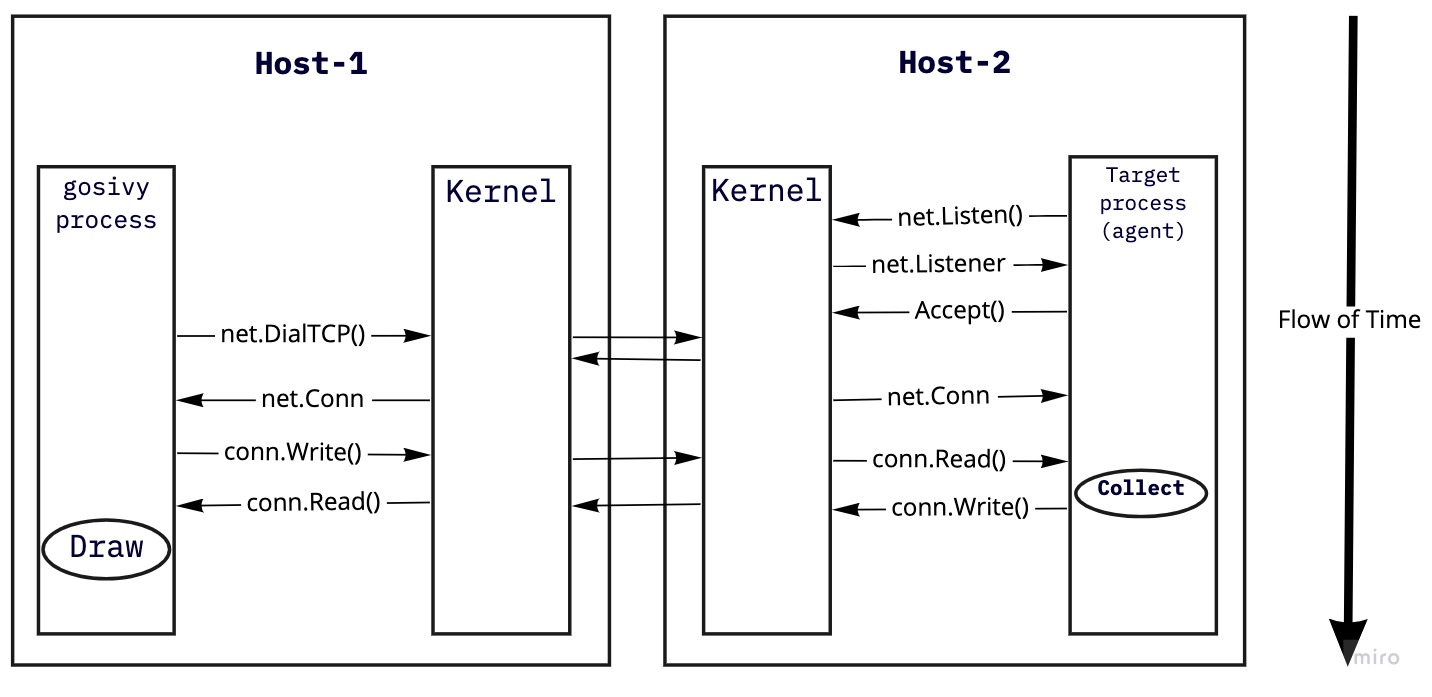 Host-1
Host-2
gosivy
process
Kernel
Kernel
Target
process
(agent)
net.Listen()
net.Listener
Accept()
Flow of Time
net.DialTCP()
net.Conn
net.Conn
conn.Write()
conn.Read()
conn.Read()
conn.Write()
Collect
Draw
miro